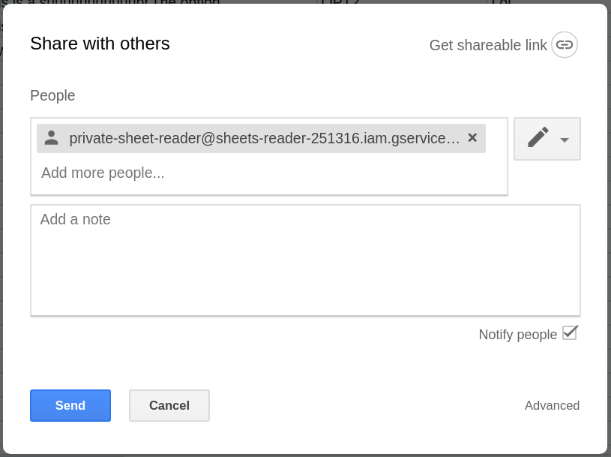 Share with others
Get shareable link
People
private-sheet-reader@sheets-reader-251316.iam.gservice...
Add more people...
Add a note
Notify people
Send
Cancel
Advanced